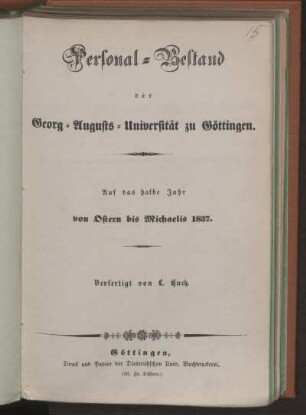 15
Personal=Bestand
der
Georg=Augusts=Universität zu Göttingen.
Auf das halbe Jahr
von Ostern bis Michaelis 1857.
Verfertigt von L. Huch.
Göttingen,
Druck und Papier der Dieterichschen Univ. Buchdruckerei.